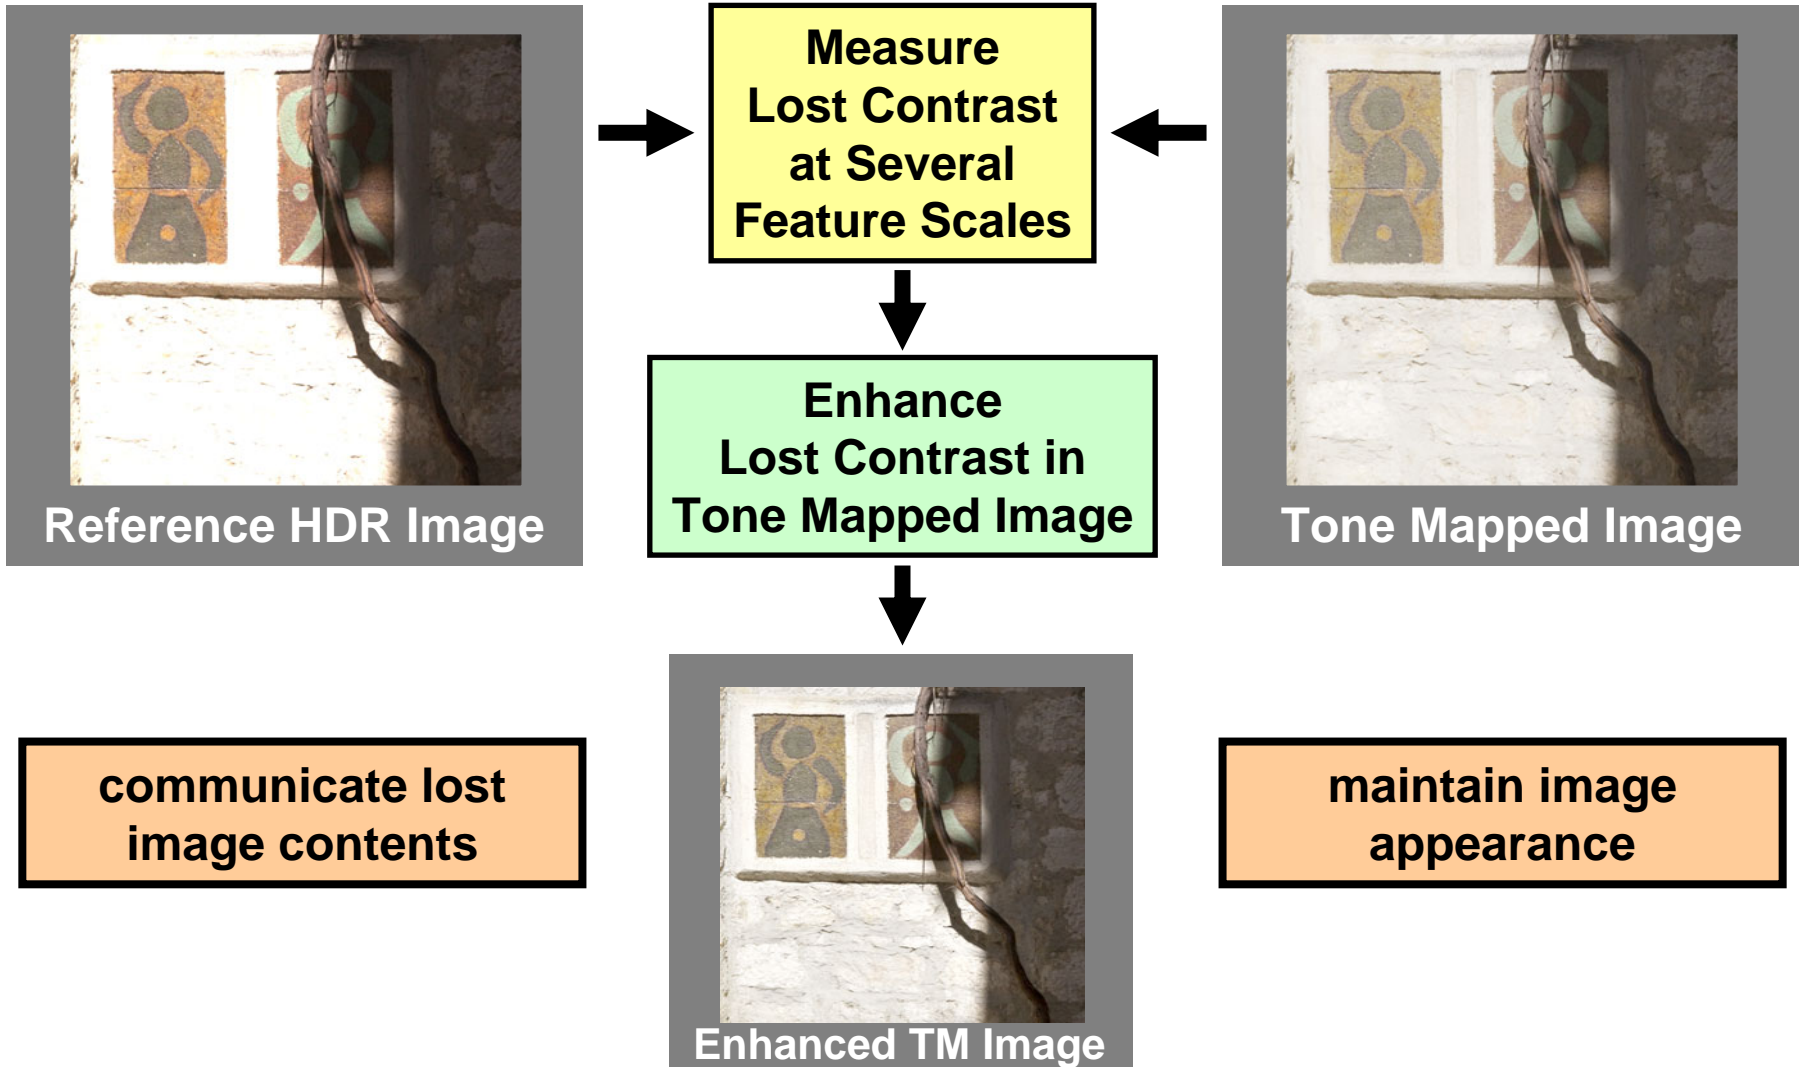 Measure
Lost Contrast
at Several
Feature Scales
Reference HDR Image
Enhance
Lost Contrast in
Tone Mapped Image
Tone Mapped Image
communicate lost
image contents
maintain image
appearance
Enhanced TM Image